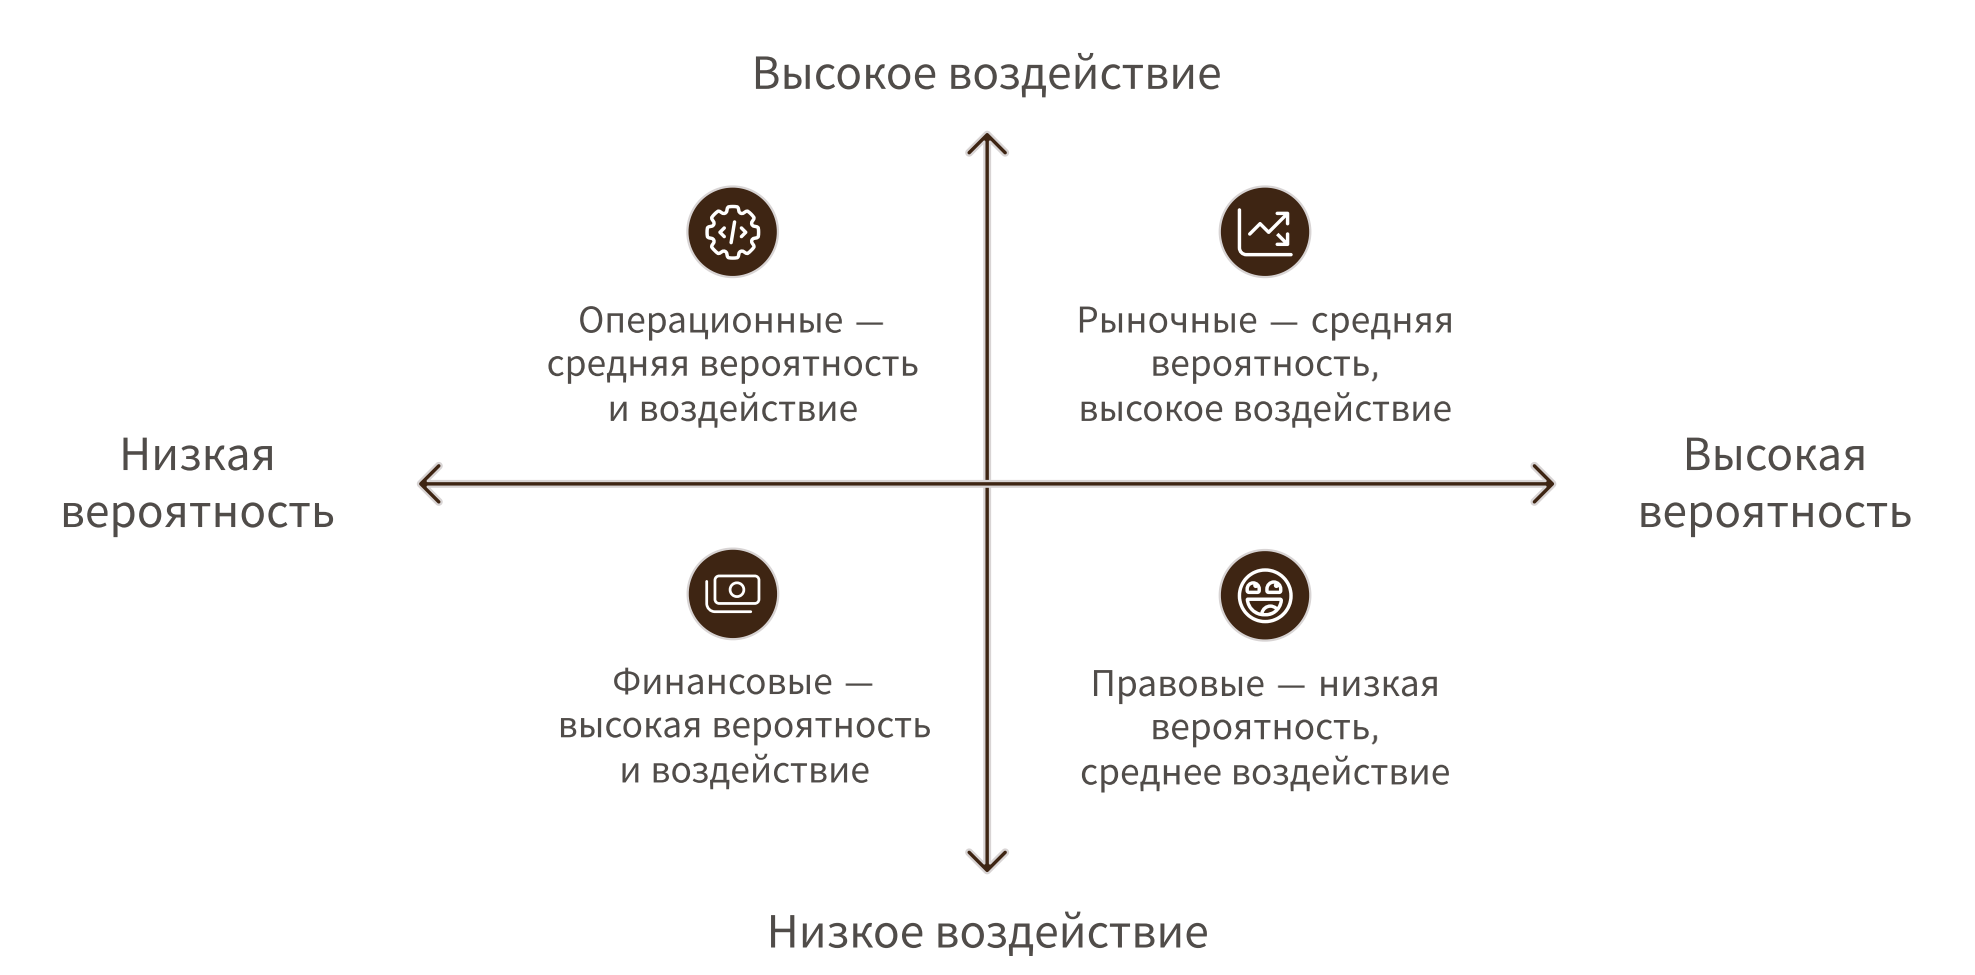 Высокое воздействие
Операционные —
средняя вероятность
и воздействие
Рыночные — средняя
вероятность,
высокое воздействие
Низкая
вероятность
Высокая
вероятность
Финансовые —
высокая вероятность
и воздействие
Правовые — низкая
вероятность,
среднее воздействие
Низкое воздействие